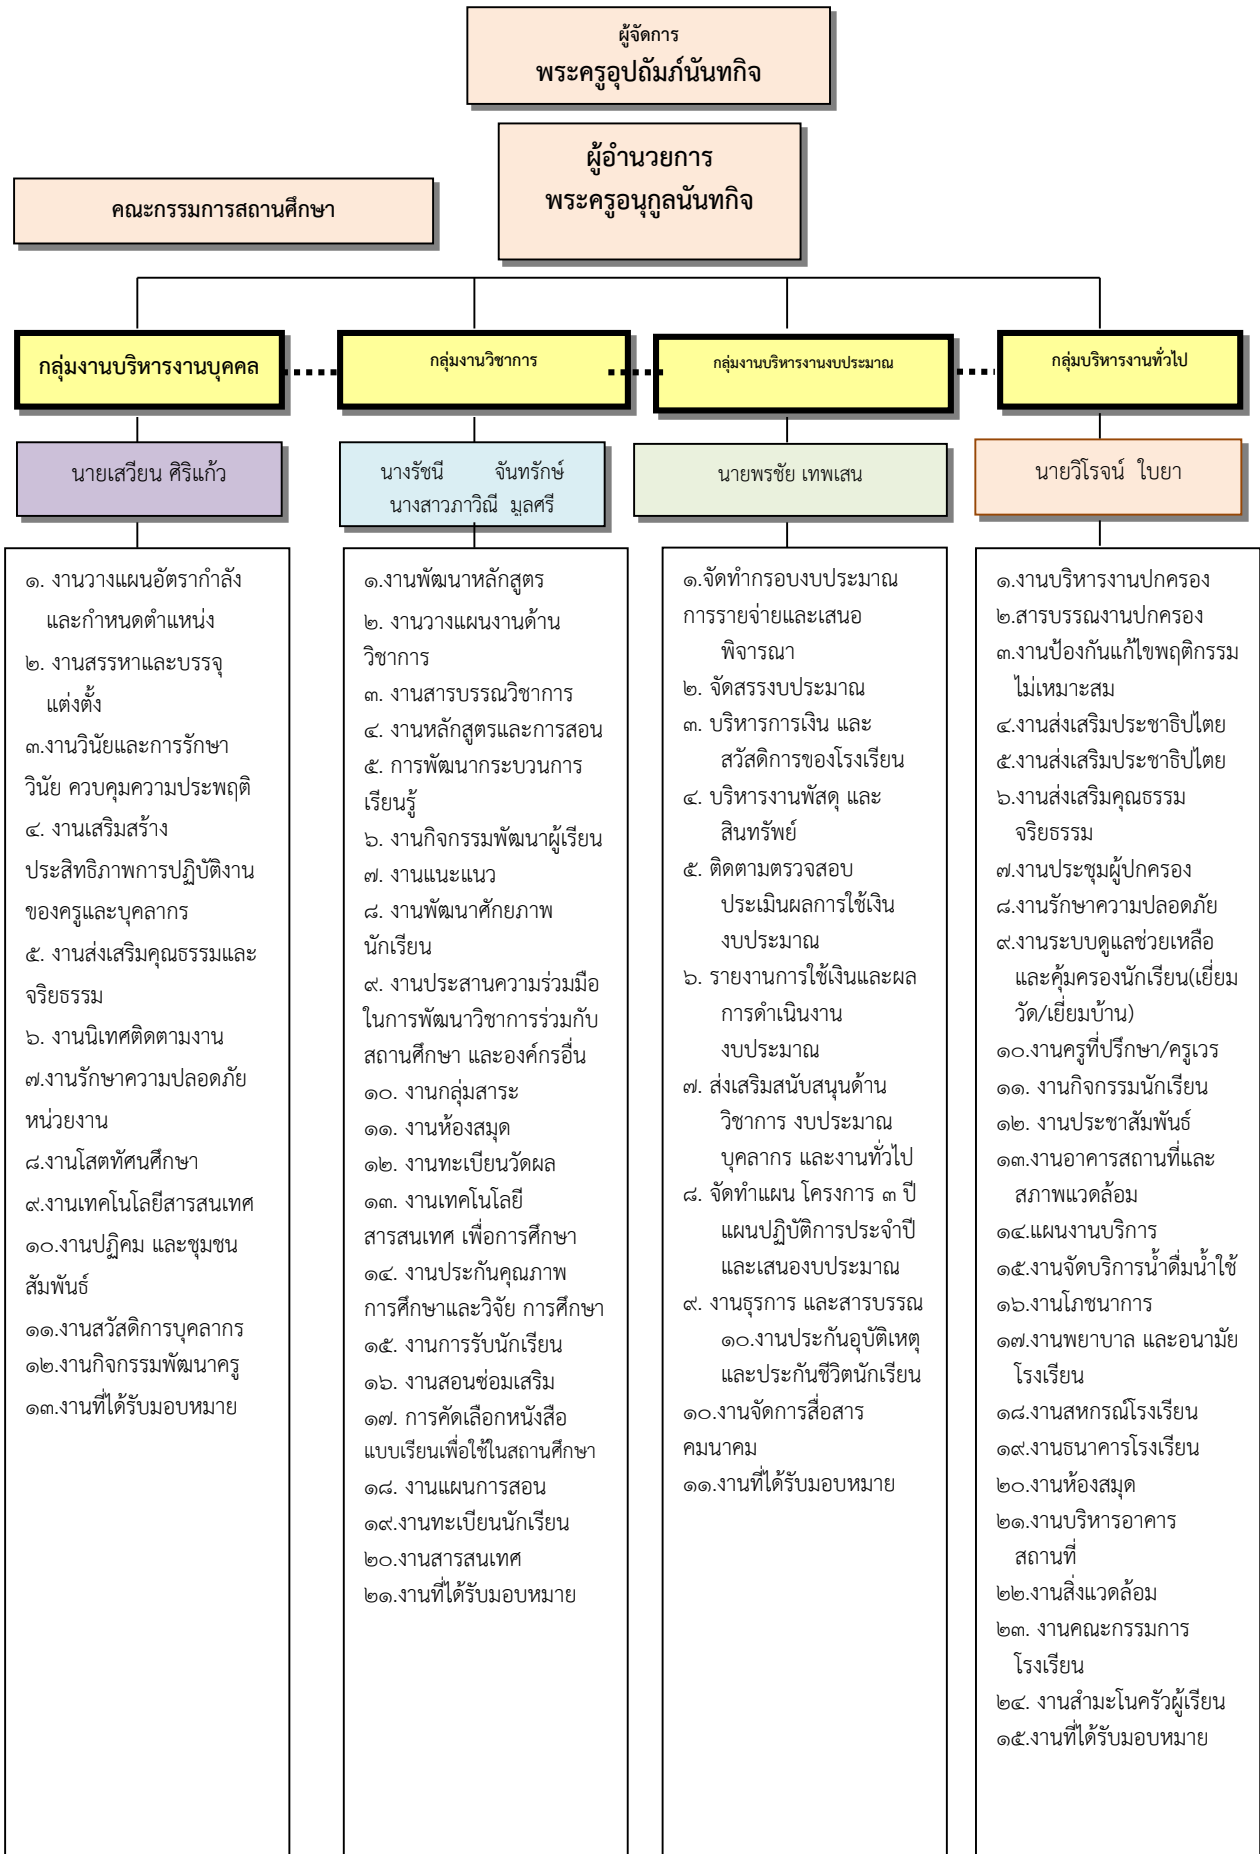 ผู้จัดการ
พระครูอุปถัมภ์นันทกิจ
ผู้อำนวยการ
พระครูอนุกูลนันทกิจ
คณะกรรมการสถานศึกษา
กลุ่มงานบริหารงานบุคคล
กลุ่มงานวิชาการ
กลุ่มงานบริหารงานงบประมาณ
กลุ่มบริหารงานทั่วไป
นายเสวียน ศิริแก้ว
นางรัชนี จันทรักษ์
นางสาวภาวิณี มูลศรี
นายพรชัย เทพเสน
นายวิโรจน์ ใบยา
๑. งานวางแผนอัตรากำลัง
และกำหนดตำแหน่ง
๒. งานสรรหาและบรรจุ
แต่งตั้ง
๓.งานวินัยและการรักษา
วินัย ควบคุมความประพฤติ
๔. งานเสริมสร้าง
ประสิทธิภาพการปฏิบัติงาน
ของครูและบุคลากร
๕. งานส่งเสริมคุณธรรมและ
จริยธรรม
๖. งานนิเทศติดตามงาน
๗.งานรักษาความปลอดภัย
หน่วยงาน
๘.งานโสตทัศนศึกษา
๙.งานเทคโนโลยีสารสนเทศ
๑๐.งานปฏิคม และชุมชน
สัมพันธ์
๑๑.งานสวัสดิการบุคลากร
๑๒.งานกิจกรรมพัฒนาครู
๑๓.งานที่ได้รับมอบหมาย
๑.งานพัฒนาหลักสูตร
๒. งานวางแผนงานด้าน
วิชาการ
๓. งานสารบรรณวิชาการ
๔. งานหลักสูตรและการสอน
๕. การพัฒนากระบวนการ
เรียนรู้
๖. งานกิจกรรมพัฒนาผู้เรียน
๗. งานแนะแนว
๘. งานพัฒนาศักยภาพ
นักเรียน
๙. งานประสานความร่วมมือ
ในการพัฒนาวิชาการร่วมกับ
สถานศึกษา และองค์กรอื่น
๑๐. งานกลุ่มสาระ
๑๑. งานห้องสมุด
๑๒. งานทะเบียนวัดผล
๑๓. งานเทคโนโลยี
สารสนเทศ เพื่อการศึกษา
๑๔. งานประกันคุณภาพ
การศึกษาและวิจัย การศึกษา
๑๕. งานการรับนักเรียน
๑๖. งานสอนซ่อมเสริม
๑๗. การคัดเลือกหนังสือ
แบบเรียนเพื่อใช้ในสถานศึกษา
๑๘. งานแผนการสอน
๑๙.งานทะเบียนนักเรียน
๒๐.งานสารสนเทศ
๒๑.งานที่ได้รับมอบหมาย
๑.จัดทำกรอบงบประมาณ
การรายจ่ายและเสนอ
พิจารณา
๒. จัดสรรงบประมาณ
๓. บริหารการเงิน และ
สวัสดิการของโรงเรียน
๔. บริหารงานพัสดุ และ
สินทรัพย์
๕. ติดตามตรวจสอบ
ประเมินผลการใช้เงิน
งบประมาณ
๖. รายงานการใช้เงินและผล
การดำเนินงาน
งบประมาณ
๗. ส่งเสริมสนับสนุนด้าน
วิชาการ งบประมาณ
บุคลากร และงานทั่วไป
๘. จัดทำแผน โครงการ ๓ ปี
แผนปฏิบัติการประจำปี
และเสนองบประมาณ
๙. งานธุรการ และสารบรรณ
๑๐.งานประกันอุบัติเหตุ
และประกันชีวิตนักเรียน
๑๐.งานจัดการสื่อสาร
คมนาคม
๑๑.งานที่ได้รับมอบหมาย
๑.งานบริหารงานปกครอง
๒.สารบรรณงานปกครอง
๓.งานป้องกันแก้ไขพฤติกรรม
ไม่เหมาะสม
๔.งานส่งเสริมประชาธิปไตย
๕.งานส่งเสริมประชาธิปไตย
๖.งานส่งเสริมคุณธรรม
จริยธรรม
๗.งานประชุมผู้ปกครอง
๘.งานรักษาความปลอดภัย
๙.งานระบบดูแลช่วยเหลือ
และคุ้มครองนักเรียน(เยี่ยม
วัด/เยี่ยมบ้าน)
๑๐.งานครูที่ปรึกษา/ครูเวร
๑๑. งานกิจกรรมนักเรียน
๑๒. งานประชาสัมพันธ์
๑๓.งานอาคารสถานที่และ
สภาพแวดล้อม
๑๔.แผนงานบริการ
๑๕.งานจัดบริการน้ำดื่มน้ำใช้
๑๖.งานโภชนาการ
๑๗.งานพยาบาล และอนามัย
โรงเรียน
๑๘.งานสหกรณ์โรงเรียน
๑๙.งานธนาคารโรงเรียน
๒๐.งานห้องสมุด
๒๑.งานบริหารอาคาร
สถานที่
๒๒.งานสิ่งแวดล้อม
๒๓. งานคณะกรรมการ
โรงเรียน
๒๔. งานสำมะโนครัวผู้เรียน
๑๕.งานที่ได้รับมอบหมาย